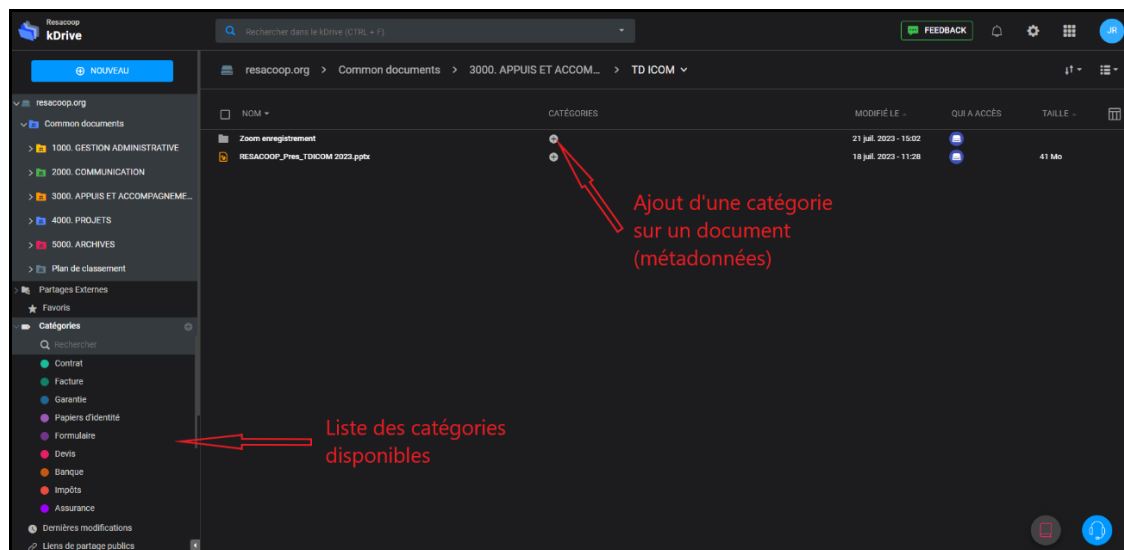 Resacoop
kDrive
Rechercher dans le kDrive (CTRL + F)
FEEDBACK
JR
NOUVEAU
resacoop.org > Common documents > 3000. APPUIS ET ACCOM... > TD ICOM
resacoop.org
Common documents
1000. GESTION ADMINISTRATIVE
2000. COMMUNICATION
3000. APPUIS ET ACCOMPAGNEME...
4000. PROJETS
5000. ARCHIVES
Plan de classement
Partages Externes
Favoris
Catégories
Rechercher
Contrat
Facture
Garantie
Papiers d'identité
Formulaire
Devis
Banque
Impôts
Assurance
Dernières modifications
Liens de partage publics
NOM CATÉGORIES MODIFIÉ LE QUI A ACCÈS TAILLE
Zoom enregistrement 21 juil. 2023 - 15:02
RESACOOP_Pres_TDICOM 2023.pptx 18 juil. 2023 - 11:28 41 Mo
Ajout d'une catégorie
sur un document
(métadonnées)
Liste des catégories
disponibles